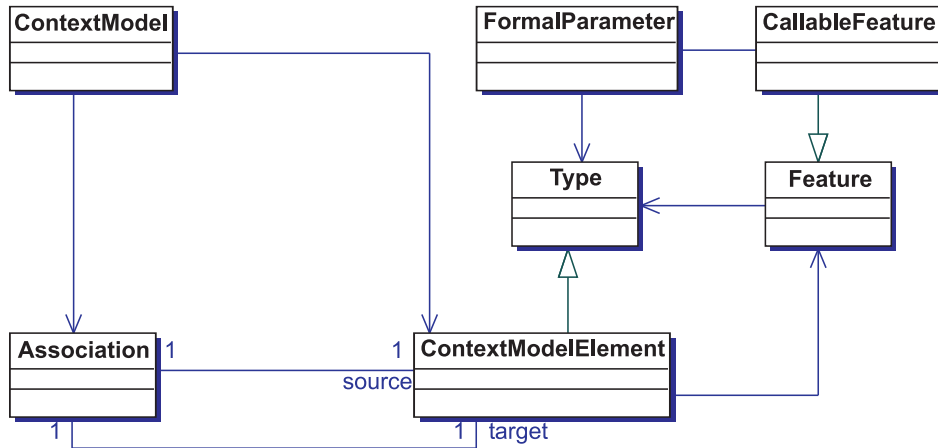 ContextModel
FormalParameter
CallableFeature
Type
Feature
Association
1
1
ContextModelElement
source
1
1
target